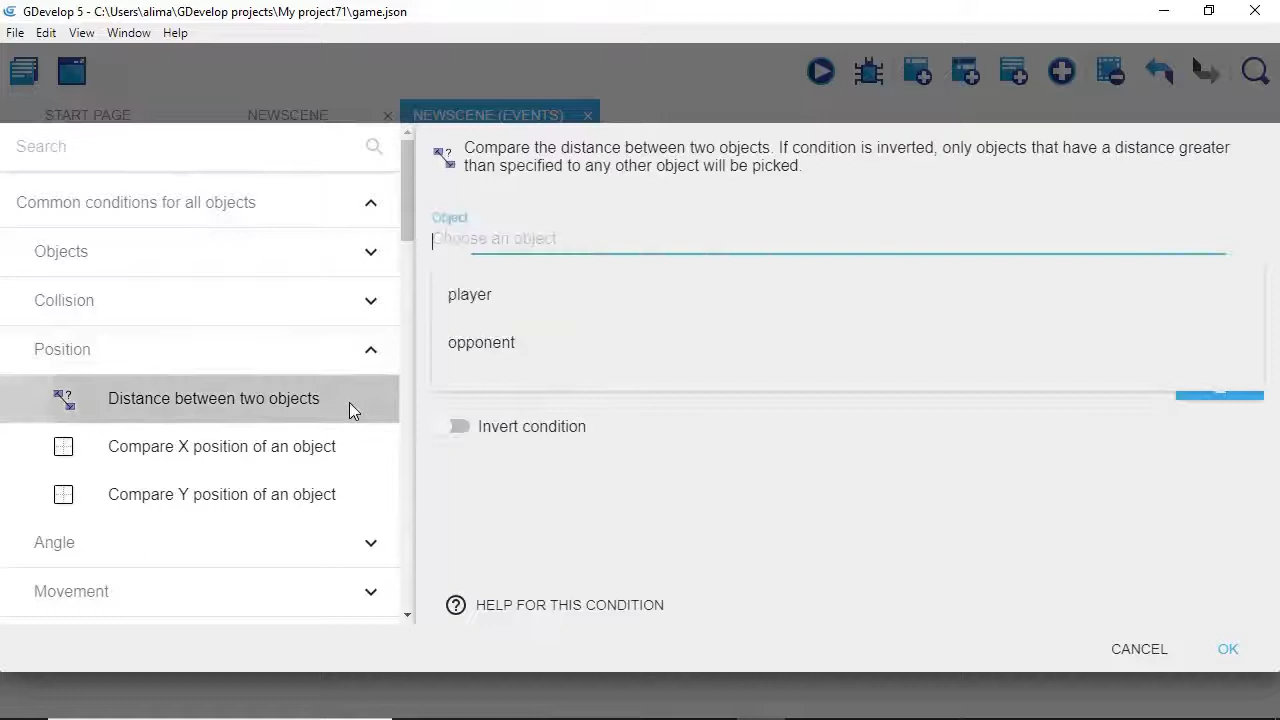 GDevelop 5 - C:\Users\alima\GDevelop projects\My project71\game.json
File Edit View Window Help
START PAGE NEWSCENE × NEWSCENE (EVENTS) ×
Search
Common conditions for all objects
Objects
Collision
Position
Distance between two objects
Compare X position of an object
Compare Y position of an object
Angle
Movement
Compare the distance between two objects. If condition is inverted, only objects that have a distance greater
than specified to any other object will be picked.
Object
Choose an object
player
opponent
Invert condition
HELP FOR THIS CONDITION
CANCEL OK